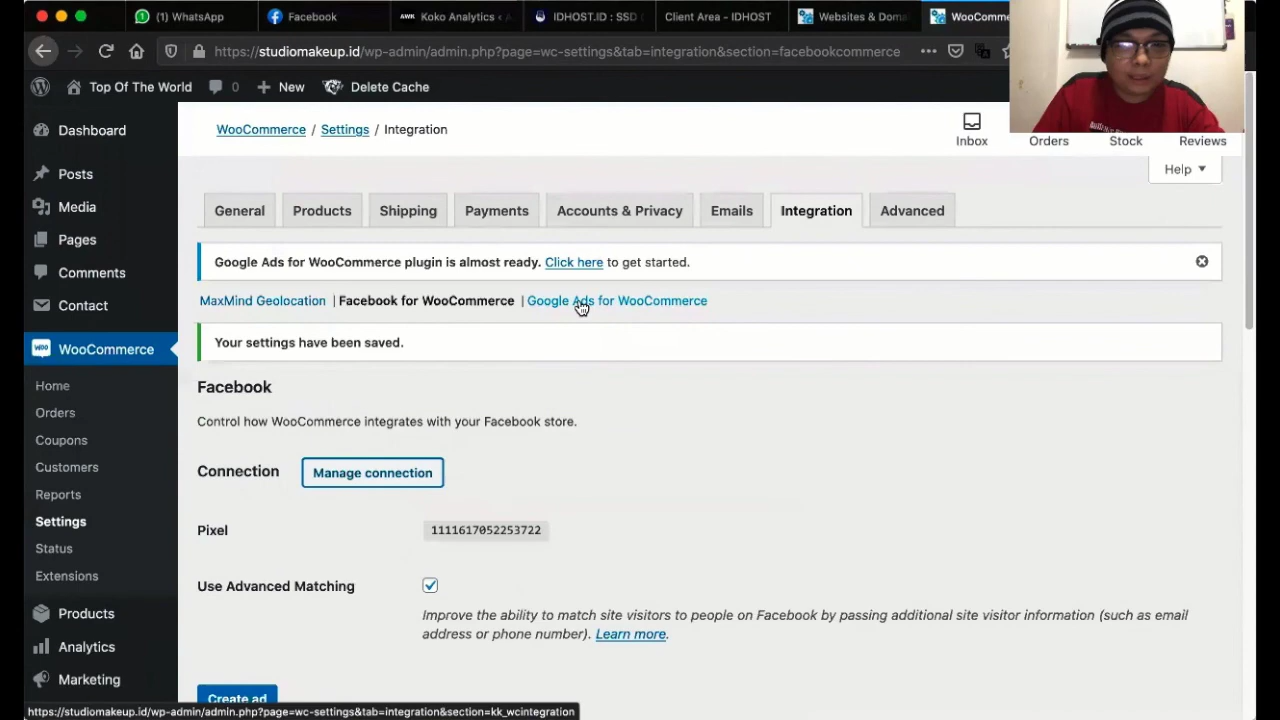 (1) WhatsApp
Facebook
AWK Koko Analytics <
IDHOST.ID : SSD
Client Area - IDHOST
Websites & Doma
WooComme
https://studiomakeup.id/wp-admin/admin.php?page=wc-settings&tab=integration&section=facebookcommerce
Top Of The World
0
New
Delete Cache
Dashboard
Posts
Media
Pages
Comments
Contact
WooCommerce
Home
Orders
Coupons
Customers
Reports
Settings
Status
Extensions
Products
Analytics
Marketing
WooCommerce / Settings / Integration
Inbox
Orders
Stock
Reviews
Help
General
Products
Shipping
Payments
Accounts & Privacy
Emails
Integration
Advanced
Google Ads for WooCommerce plugin is almost ready. Click here to get started.
MaxMind Geolocation | Facebook for WooCommerce | Google Ads for WooCommerce
Your settings have been saved.
Facebook
Control how WooCommerce integrates with your Facebook store.
Connection
Manage connection
Pixel
1111617052253722
Use Advanced Matching
Improve the ability to match site visitors to people on Facebook by passing additional site visitor information (such as email
address or phone number). Learn more.
Create ad
https://studiomakeup.id/wp-admin/admin.php?page=wc-settings&tab=integration&section=kk_wcintegration